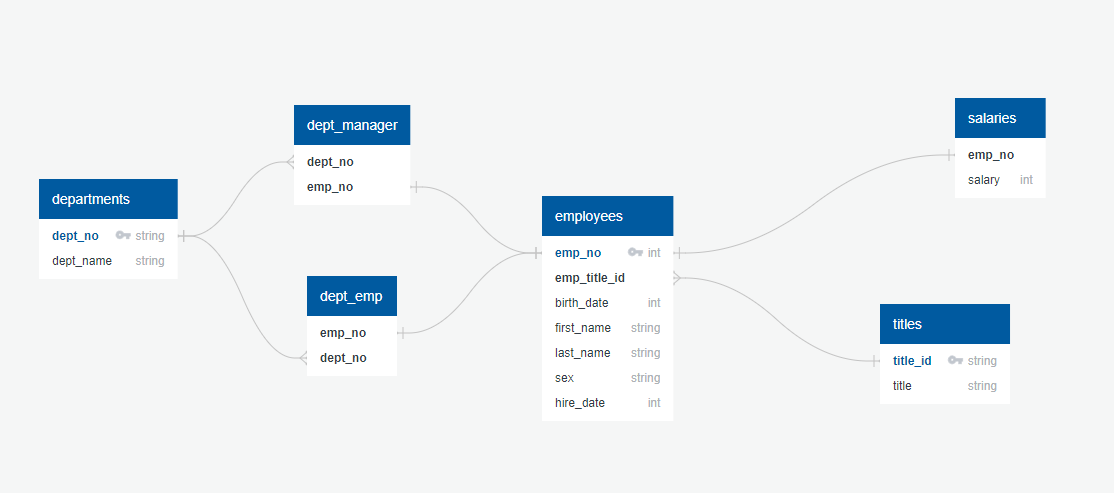 departments
dept_no string
dept_name string
dept_manager
dept_no
emp_no
dept_emp
emp_no
dept_no
employees
emp_no int
emp_title_id
birth_date int
first_name string
last_name string
sex string
hire_date int
salaries
emp_no
salary int
titles
title_id string
title string